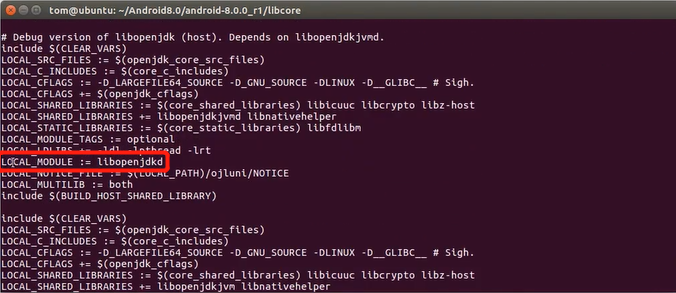 tom@ubuntu: ~/Android8.0/android-8.0.0_r1/libcore
# Debug version of libopenjdk (host). Depends on libopenjdkjvmd.
include $(CLEAR_VARS)
LOCAL_SRC_FILES := $(openjdk_core_src_files)
LOCAL_C_INCLUDES := $(core_c_includes)
LOCAL_CFLAGS := -D_LARGEFILE64_SOURCE -D_GNU_SOURCE -DLINUX -D__GLIBC__ # Sigh.
LOCAL_CFLAGS += $(openjdk_cflags)
LOCAL_SHARED_LIBRARIES := $(core_shared_libraries) libicuuc libcrypto libz-host
LOCAL_SHARED_LIBRARIES += libopenjdkjvmd libnativehelper
LOCAL_STATIC_LIBRARIES := $(core_static_libraries) libfdlibm
LOCAL_MODULE_TAGS := optional
LOCAL_LDLIBS += -ldl -lpthread -lrt
LOCAL_MODULE := libopenjdkd
LOCAL_NOTICE_FILE := $(LOCAL_PATH)/ojluni/NOTICE
LOCAL_MULTILIB := both
include $(BUILD_HOST_SHARED_LIBRARY)
include $(CLEAR_VARS)
LOCAL_SRC_FILES := $(openjdk_core_src_files)
LOCAL_C_INCLUDES := $(core_c_includes)
LOCAL_CFLAGS := -D_LARGEFILE64_SOURCE -D_GNU_SOURCE -DLINUX -D__GLIBC__ # Sigh.
LOCAL_CFLAGS += $(openjdk_cflags)
LOCAL_SHARED_LIBRARIES := $(core_shared_libraries) libicuuc libcrypto libz-host
LOCAL_SHARED_LIBRARIES += libopenjdkjvm libnativehelper